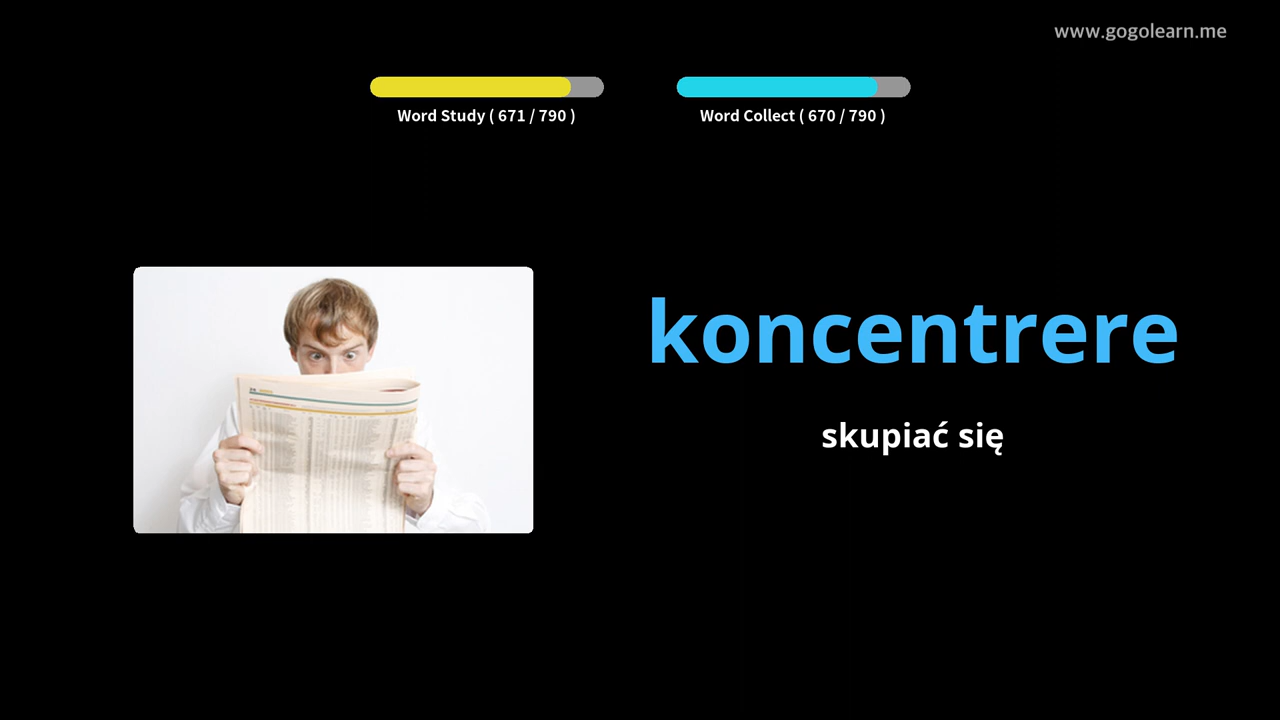 www.gogolearn.me
Word Study ( 671 / 790 )
Word Collect ( 670 / 790 )
koncentrere
skupiać się